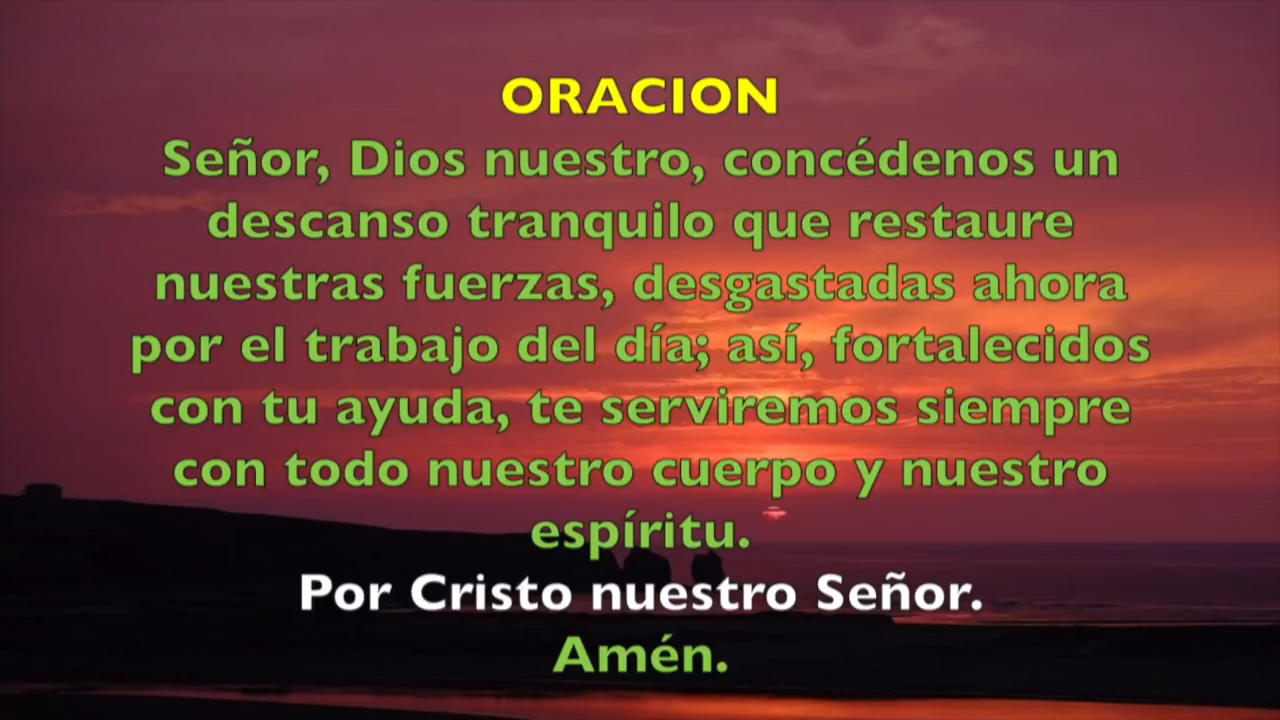 ORACION
Señor, Dios nuestro, concédenos un
descanso tranquilo que restaure
nuestras fuerzas, desgastadas ahora
por el trabajo del día; así, fortalecidos
con tu ayuda, te serviremos siempre
con todo nuestro cuerpo y nuestro
espíritu.
Por Cristo nuestro Señor.
Amén.